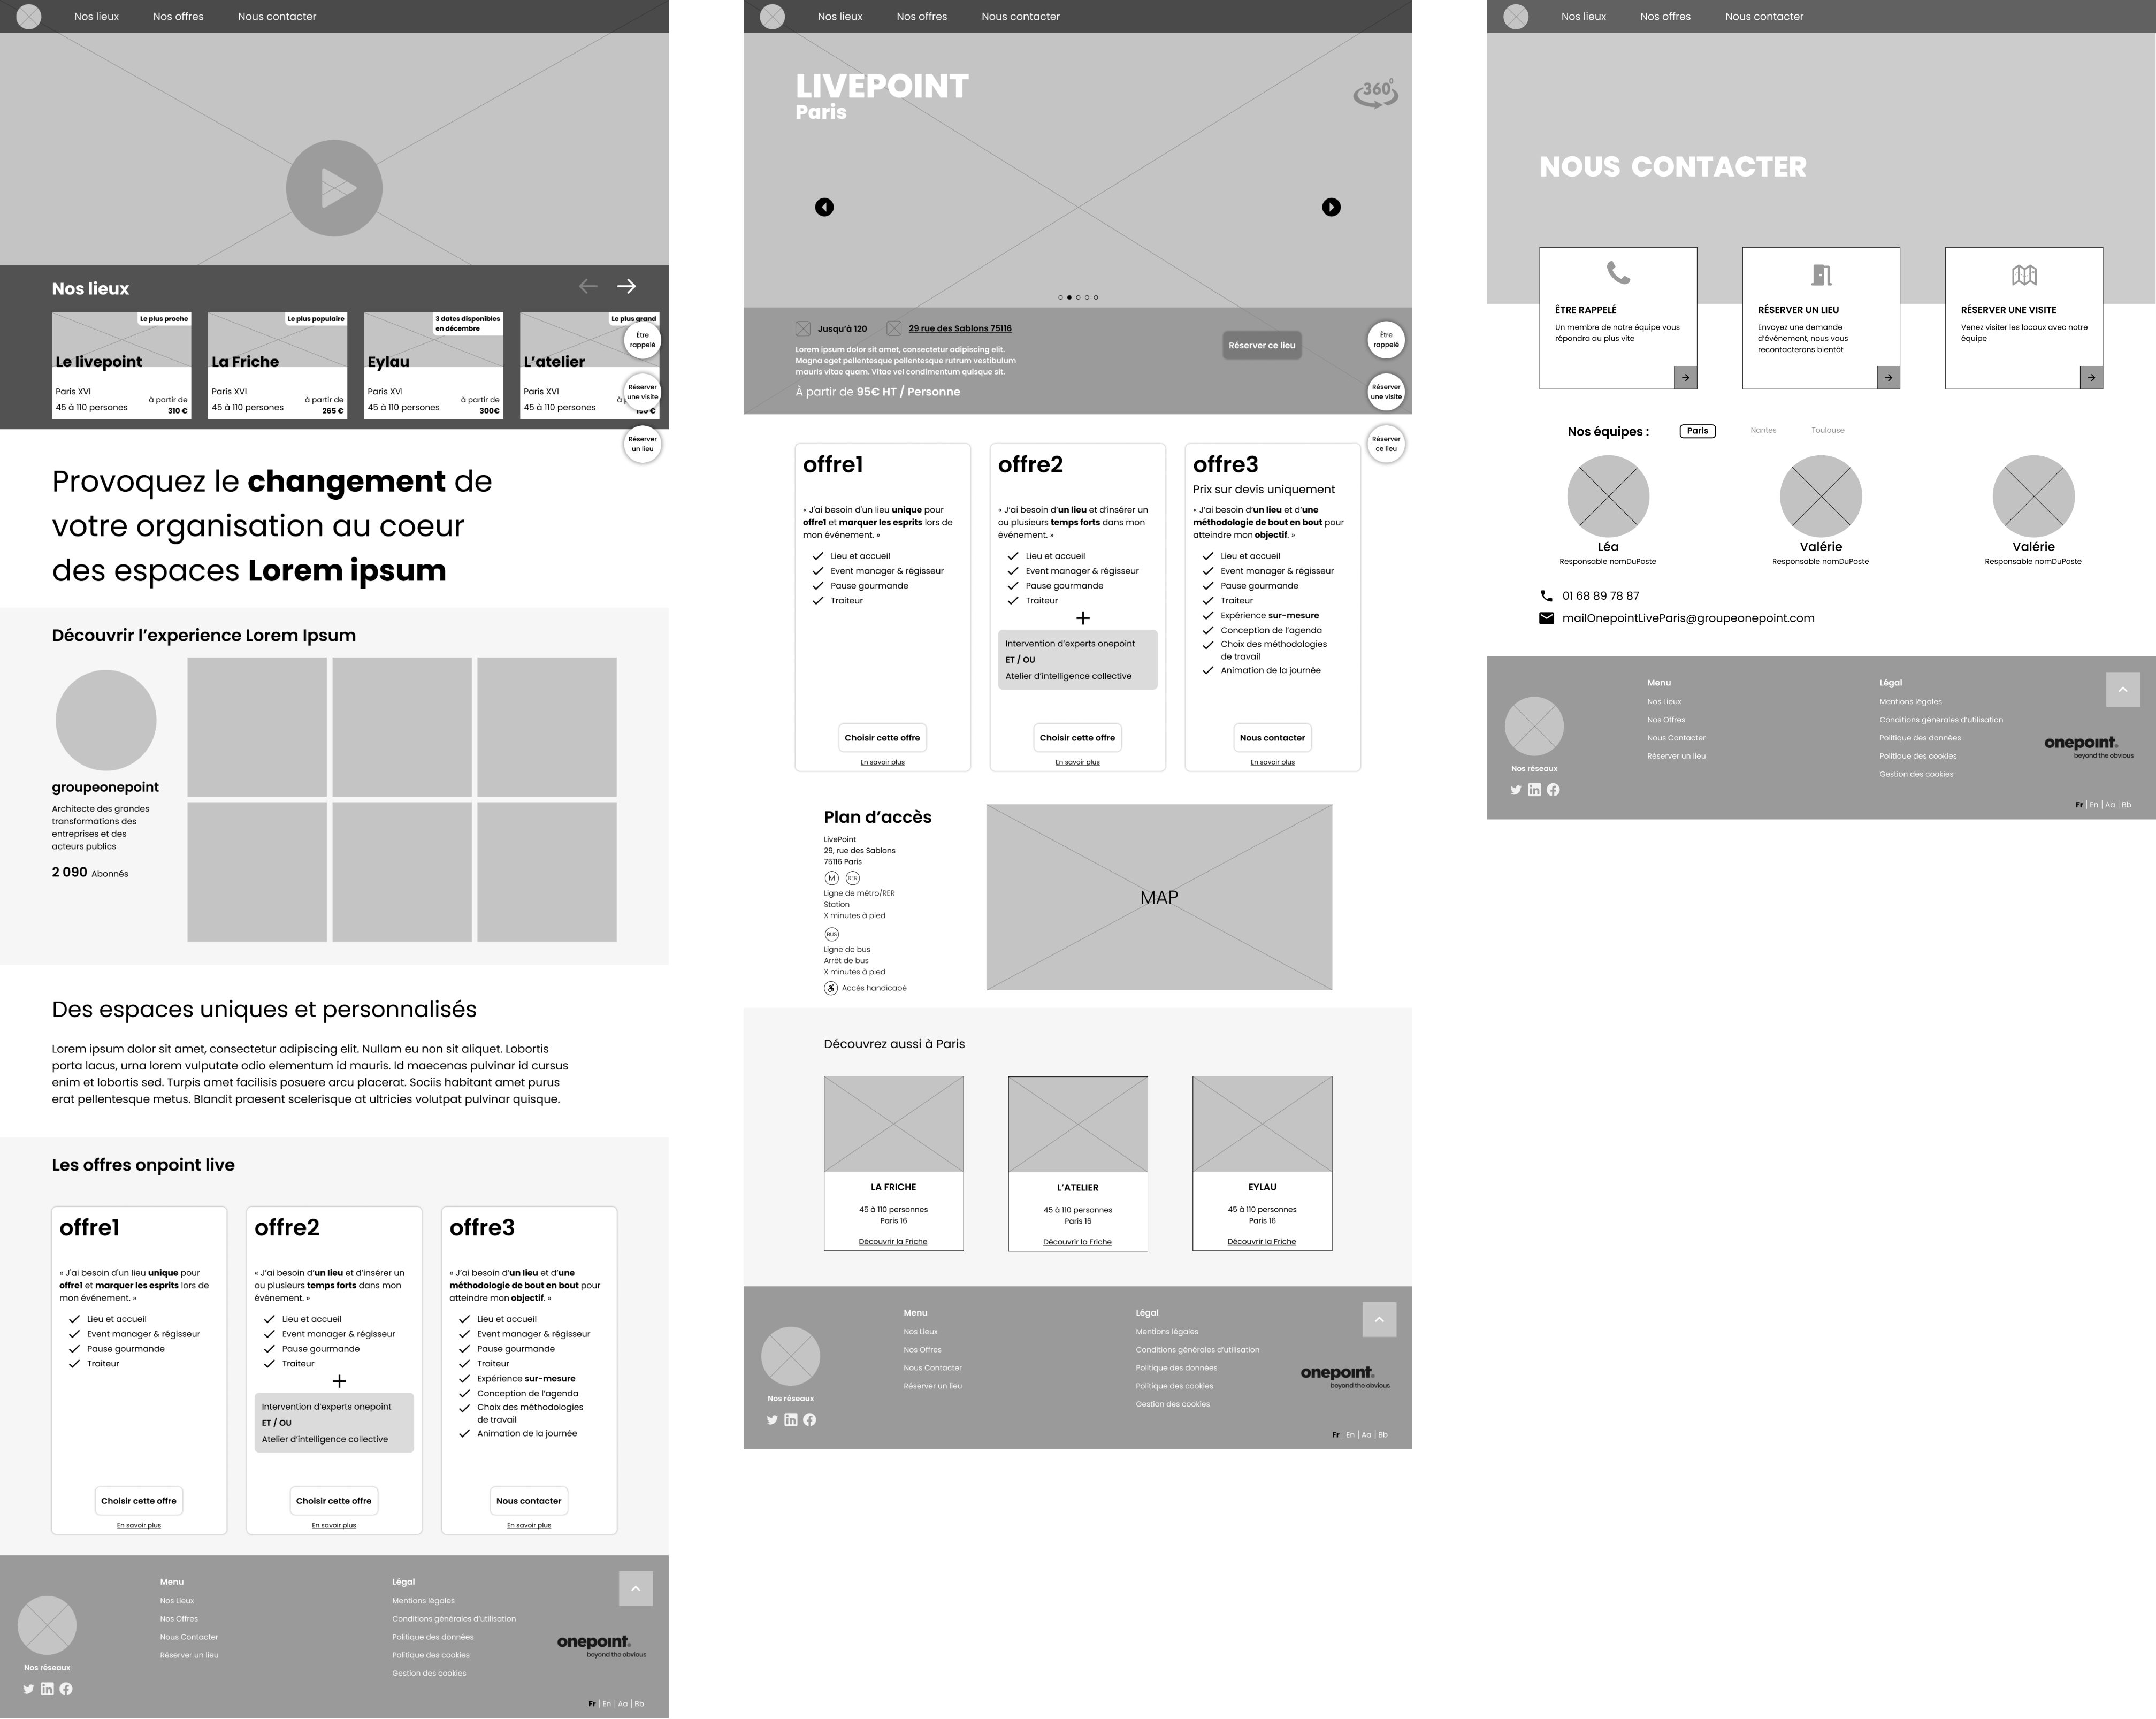 Nos lieux
Nos offres
Nous contacter
Nos lieux
Le plus proche
Le livepoint
Paris XVI
45 à 110 persones
à partir de
310 €
Le plus populaire
La Friche
Paris XVI
45 à 110 persones
à partir de
265 €
3 dates disponibles
en décembre
Eylau
Paris XVI
45 à 110 persones
à partir de
300€
Le plus grand
L'atelier
Paris XVI
45 à 110 persones
Être
rappelé
Réserver
une visite
Réserver
un lieu
Provoquez le changement de
votre organisation au coeur
des espaces Lorem ipsum
Découvrir l'experience Lorem Ipsum
groupeonepoint
Architecte des grandes
transformations des
entreprises et des
acteurs publics
2 090 Abonnés
Des espaces uniques et personnalisés
Lorem ipsum dolor sit amet, consectetur adipiscing elit. Nullam eu non sit aliquet. Lobortis
porta lacus, urna lorem vulputate odio elementum id mauris. Id maecenas pulvinar id cursus
enim et lobortis sed. Turpis amet facilisis posuere arcu placerat. Sociis habitant amet purus
erat pellentesque metus. Blandit praesent scelerisque at ultricies volutpat pulvinar quisque.
Les offres onpoint live
offre1
« J'ai besoin d'un lieu unique pour
offre1 et marquer les esprits lors de
mon événement. »
Lieu et accueil
Event manager & régisseur
Pause gourmande
Traiteur
Choisir cette offre
En savoir plus
offre2
« J'ai besoin d'un lieu et d'insérer un
ou plusieurs temps forts dans mon
événement. »
Lieu et accueil
Event manager & régisseur
Pause gourmande
Traiteur
+
Intervention d'experts onepoint
ET / OU
Atelier d'intelligence collective
Choisir cette offre
En savoir plus
offre3
« J'ai besoin d'un lieu et d'une
méthodologie de bout en bout pour
atteindre mon objectif. »
Lieu et accueil
Event manager & régisseur
Pause gourmande
Traiteur
Expérience sur-mesure
Conception de l'agenda
Choix des méthodologies
de travail
Animation de la journée
Nous contacter
En savoir plus
Nos réseaux
Menu
Nos Lieux
Nos Offres
Nous Contacter
Réserver un lieu
Légal
Mentions légales
Conditions générales d'utilisation
Politique des données
Politique des cookies
Gestion des cookies
onepoint.
beyond the obvious
Fr | En | Aa | Bb
Nos lieux
Nos offres
Nous contacter
LIVEPOINT
Paris
360°
Jusqu'à 120
29 rue des Sablons 75116
Lorem ipsum dolor sit amet, consectetur adipiscing elit.
Magna eget pellentesque pellentesque rutrum vestibulum
mauris vitae quam. Vitae vel condimentum quisque sit.
À partir de 95€ HT / Personne
Réserver ce lieu
Être
rappelé
Réserver
une visite
Réserver
ce lieu
offre1
« J'ai besoin d'un lieu unique pour
offre1 et marquer les esprits lors de
mon événement. »
Lieu et accueil
Event manager & régisseur
Pause gourmande
Traiteur
Choisir cette offre
En savoir plus
offre2
« J'ai besoin d'un lieu et d'insérer un
ou plusieurs temps forts dans mon
événement. »
Lieu et accueil
Event manager & régisseur
Pause gourmande
Traiteur
+
Intervention d'experts onepoint
ET / OU
Atelier d'intelligence collective
Choisir cette offre
En savoir plus
offre3
Prix sur devis uniquement
« J'ai besoin d'un lieu et d'une
méthodologie de bout en bout pour
atteindre mon objectif. »
Lieu et accueil
Event manager & régisseur
Pause gourmande
Traiteur
Expérience sur-mesure
Conception de l'agenda
Choix des méthodologies
de travail
Animation de la journée
Nous contacter
En savoir plus
Plan d'accès
LivePoint
29, rue des Sablons
75116 Paris
M RER
Ligne de métro/RER
Station
X minutes à pied
BUS
Ligne de bus
Arrêt de bus
X minutes à pied
Accès handicapé
MAP
Découvrez aussi à Paris
LA FRICHE
45 à 110 personnes
Paris 16
Découvrir la Friche
L'ATELIER
45 à 110 personnes
Paris 16
Découvrir la Friche
EYLAU
45 à 110 personnes
Paris 16
Découvrir la Friche
Nos réseaux
Menu
Nos Lieux
Nos Offres
Nous Contacter
Réserver un lieu
Légal
Mentions légales
Conditions générales d'utilisation
Politique des données
Politique des cookies
Gestion des cookies
onepoint.
beyond the obvious
Fr | En | Aa | Bb
Nos lieux
Nos offres
Nous contacter
NOUS CONTACTER
ÊTRE RAPPELÉ
Un membre de notre équipe vous
répondra au plus vite
RÉSERVER UN LIEU
Envoyez une demande
d'événement, nous vous
recontacterons bientôt
RÉSERVER UNE VISITE
Venez visiter les locaux avec notre
équipe
Nos équipes :
Paris
Nantes
Toulouse
Léa
Responsable nomDuPoste
Valérie
Responsable nomDuPoste
Valérie
Responsable nomDuPoste
01 68 89 78 87
mailOnepointLiveParis@groupeonepoint.com
Nos réseaux
Menu
Nos Lieux
Nos Offres
Nous Contacter
Réserver un lieu
Légal
Mentions légales
Conditions générales d'utilisation
Politique des données
Politique des cookies
Gestion des cookies
onepoint.
beyond the obvious
Fr | En | Aa | Bb